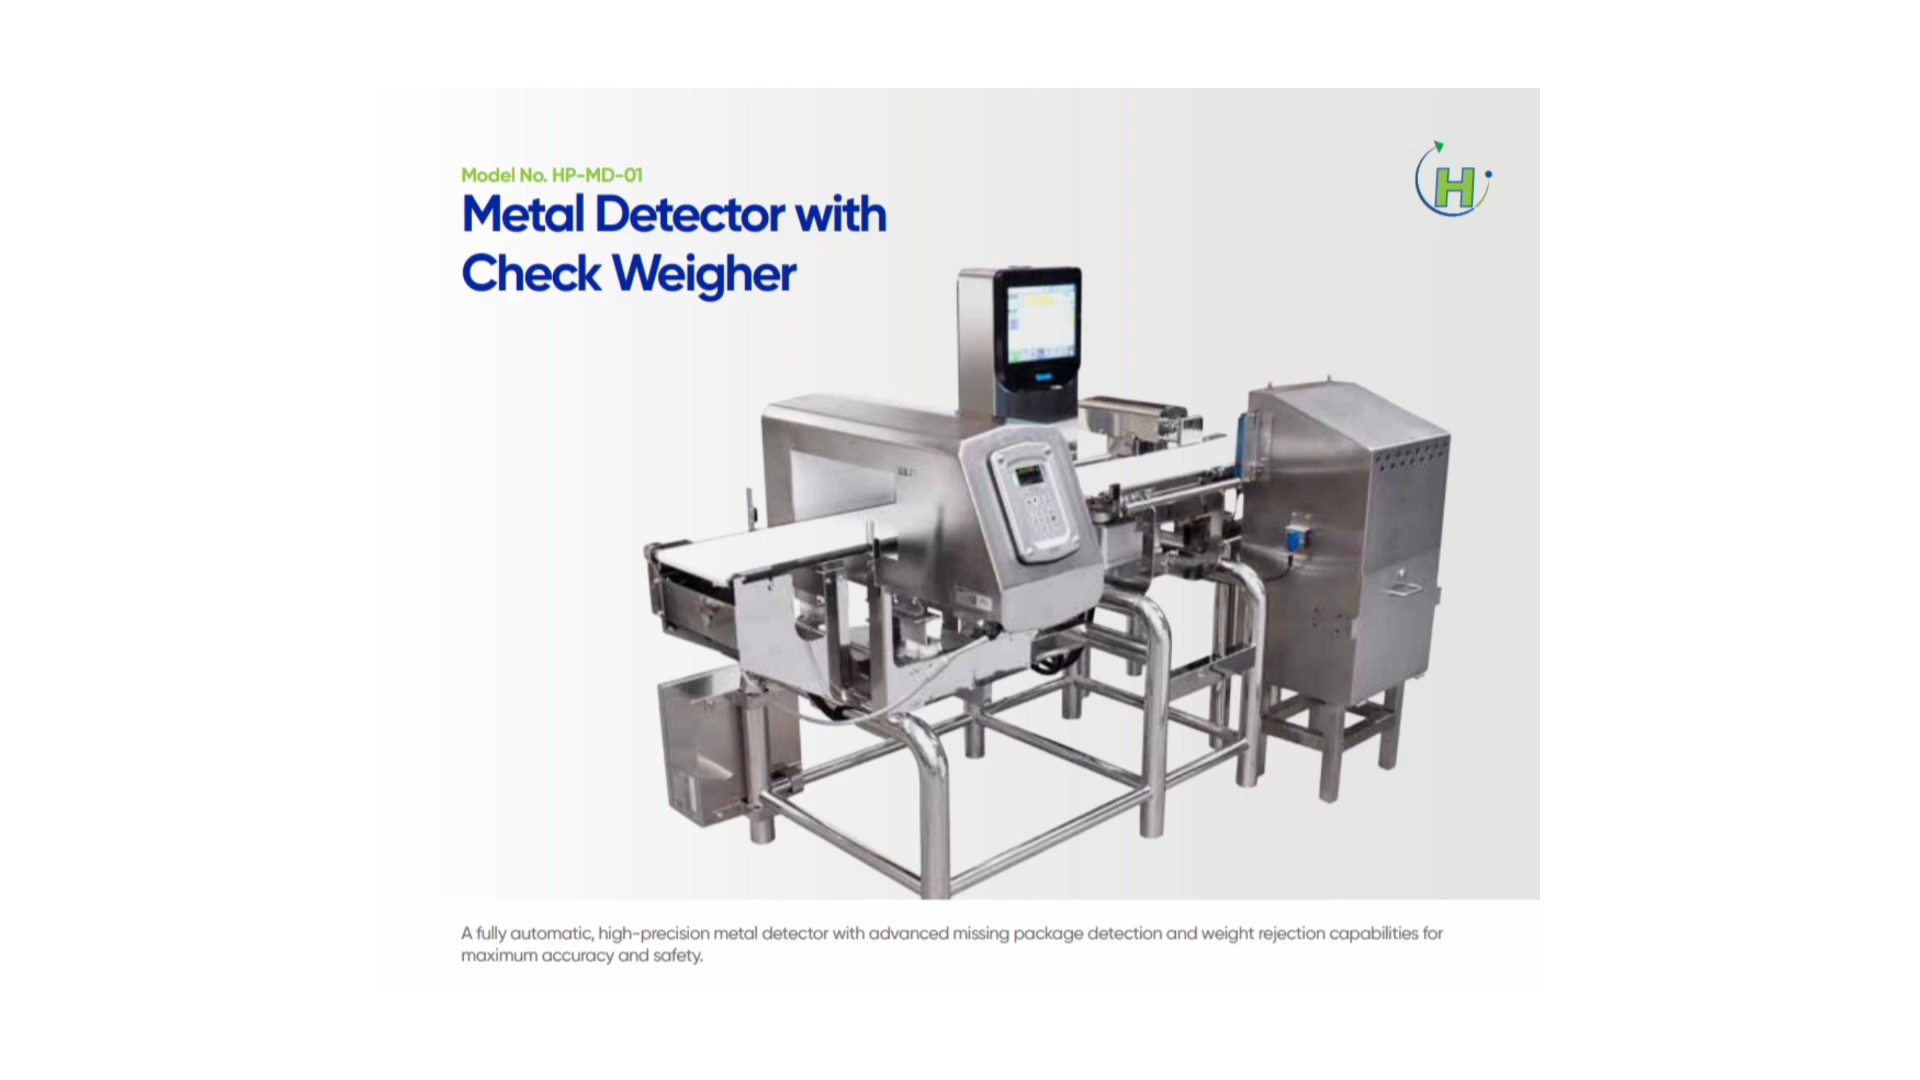 Model No. HP-MD-01
Metal Detector with
Check Weigher
H
A fully automatic, high-precision metal detector with advanced missing package detection and weight rejection capabilities for
maximum accuracy and safety.